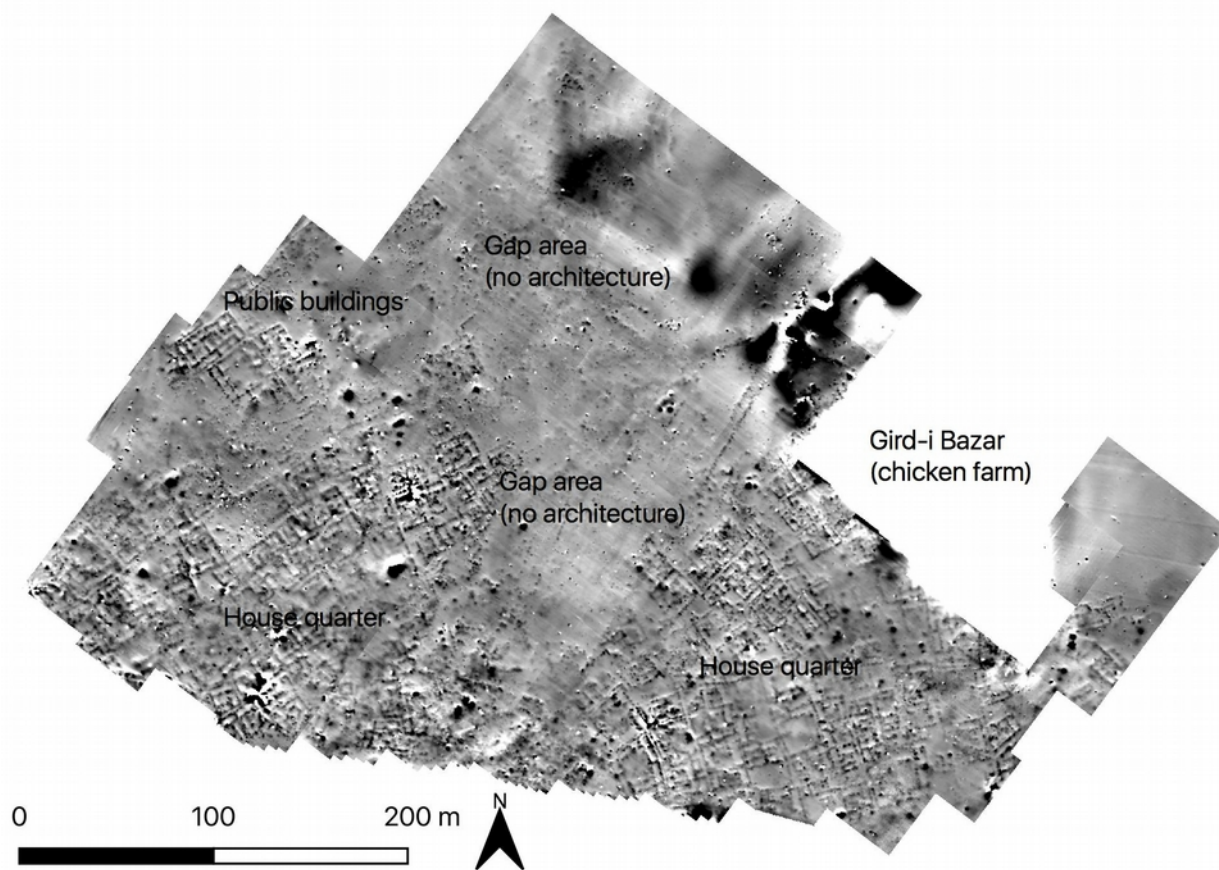 Gap area
(no architecture)
Public buildings
Gird-i Bazar
(chicken farm)
Gap area
(no architecture)
House quarter
House quarter
0 100 200 m
N